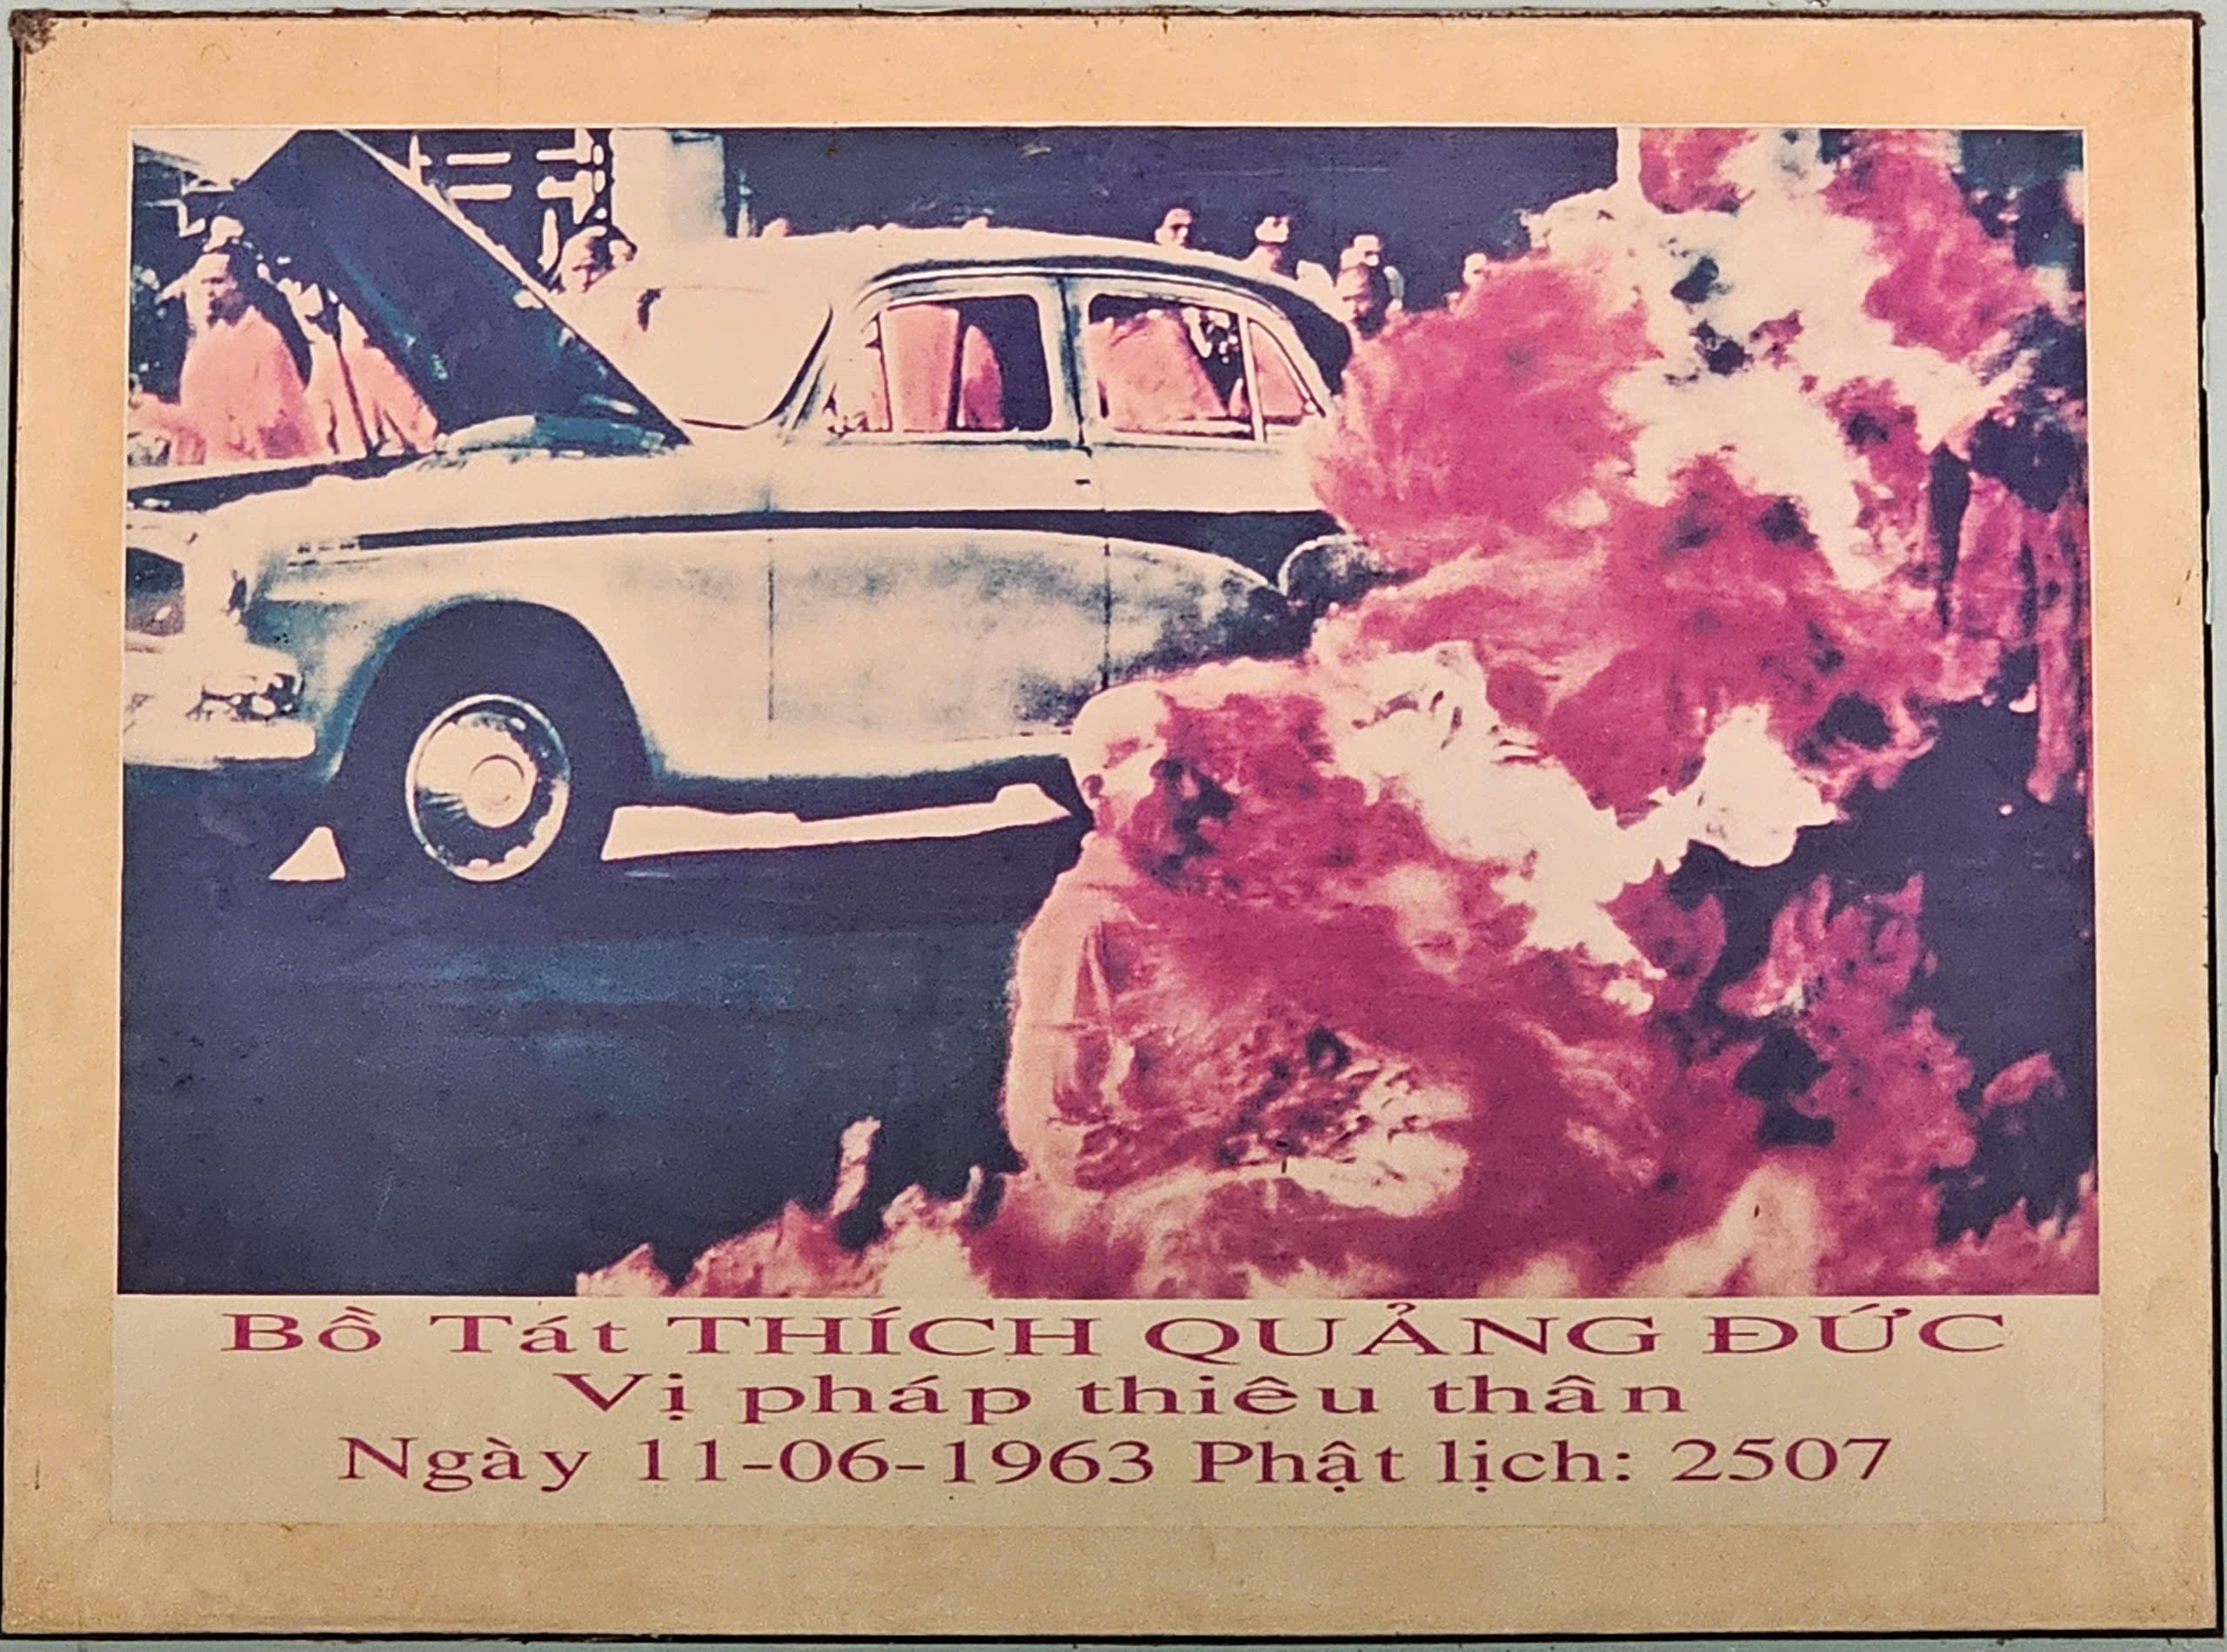 Bồ Tát THÍCH QUẢNG ĐỨC
Vị pháp thiêu thân
Ngày 11-06-1963 Phật lịch: 2507